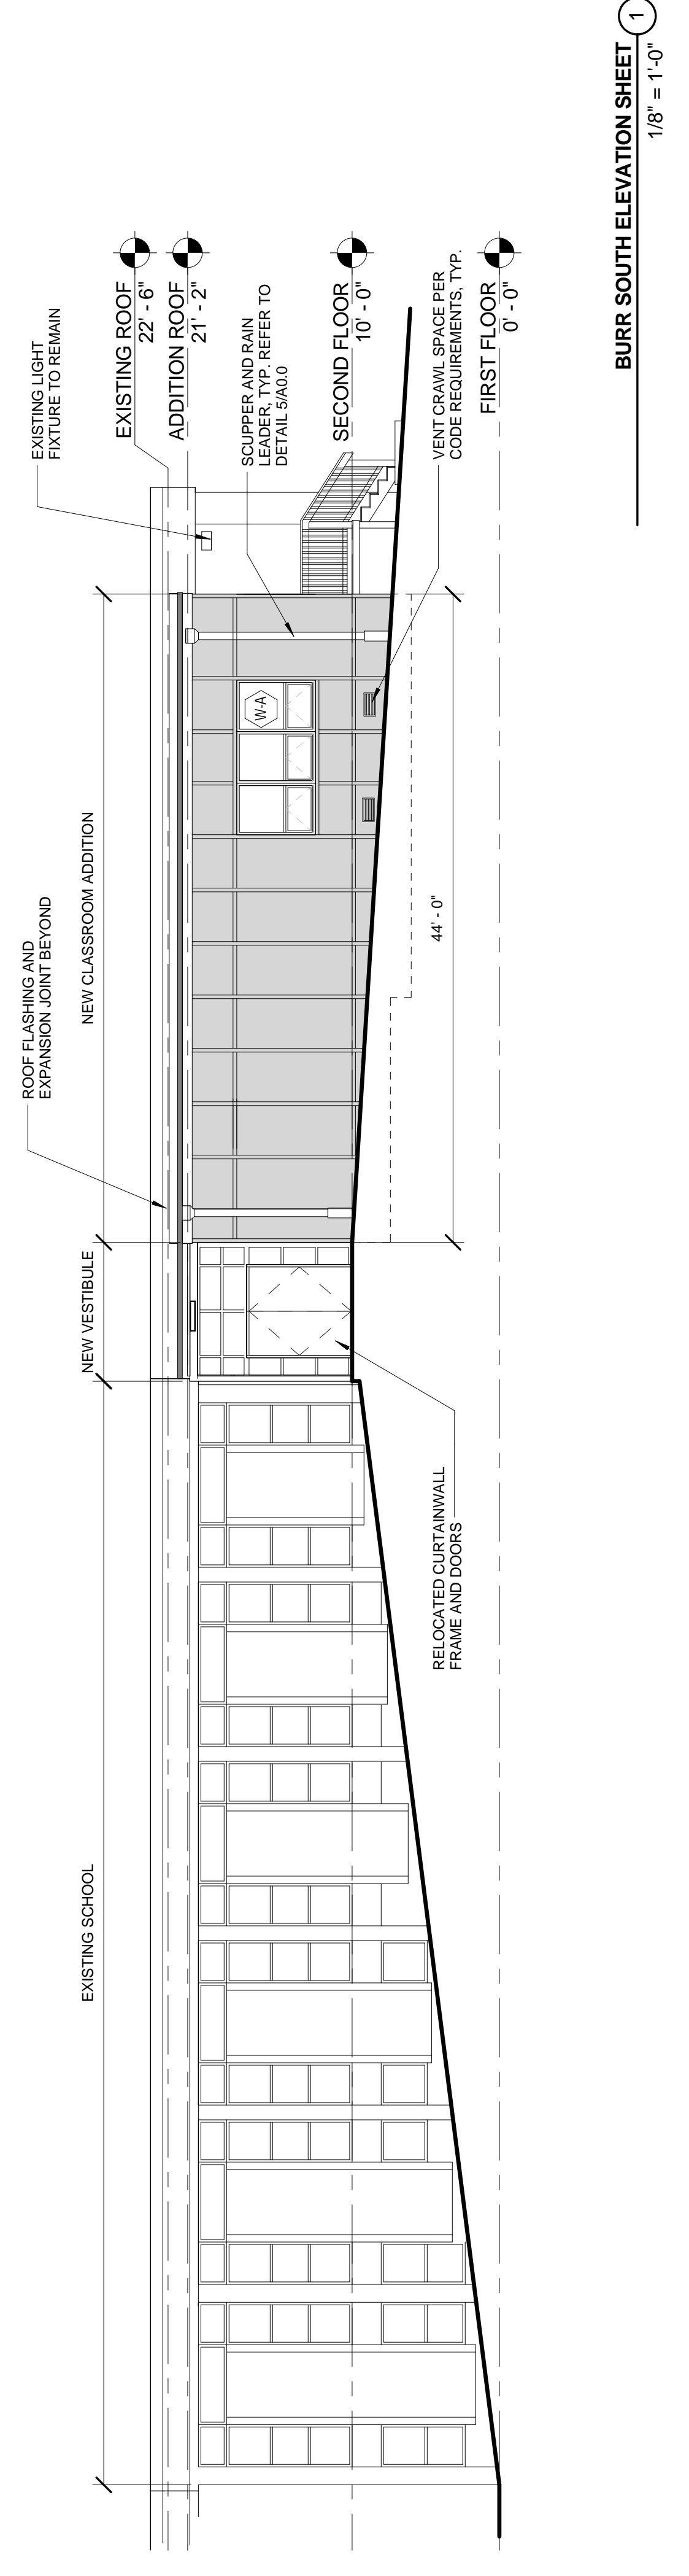 ROOF FLASHING AND
EXPANSION JOINT BEYOND
EXISTING LIGHT
FIXTURE TO REMAIN
EXISTING SCHOOL
NEW VESTIBULE
NEW CLASSROOM ADDITION
EXISTING ROOF
22' - 6"
ADDITION ROOF
21' - 2"
SCUPPER AND RAIN
LEADER, TYP. REFER TO
DETAIL 5/A0.0
W-A
SECOND FLOOR
10' - 0"
44' - 0"
RELOCATED CURTAINWALL
FRAME AND DOORS
VENT CRAWL SPACE PER
CODE REQUIREMENTS, TYP.
FIRST FLOOR
0' - 0"
BURR SOUTH ELEVATION SHEET
1
1/8" = 1'-0"